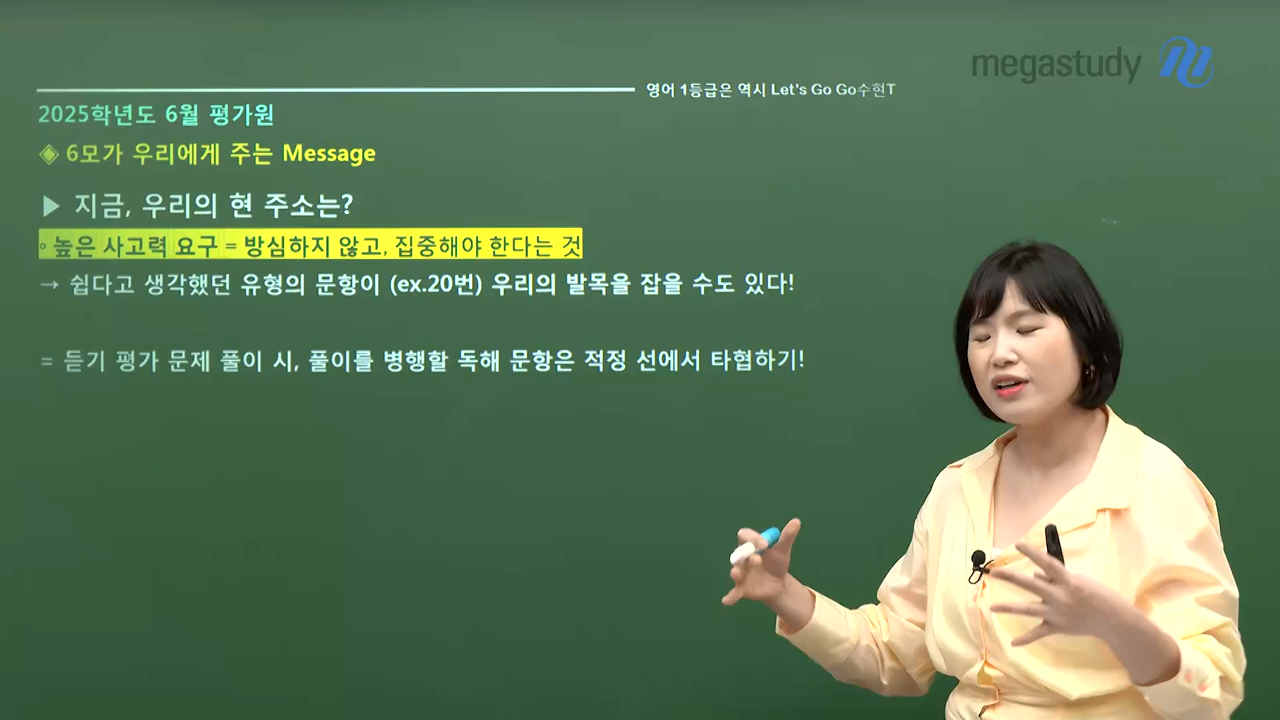 megastudy
영어 1등급은 역시 Let's Go Go수현T
2025학년도 6월 평가원
◈ 6모가 우리에게 주는 Message
▶ 지금, 우리의 현 주소는?
◦ 높은 사고력 요구 = 방심하지 않고, 집중해야 한다는 것
→ 쉽다고 생각했던 유형의 문항이 (ex.20번) 우리의 발목을 잡을 수도 있다!
= 듣기 평가 문제 풀이 시, 풀이를 병행할 독해 문항은 적정 선에서 타협하기!